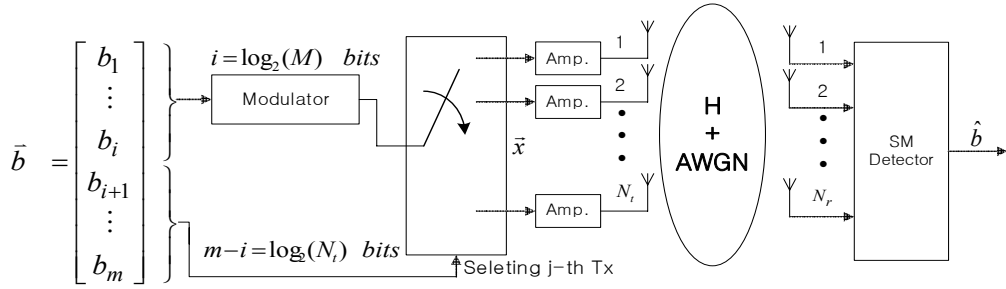 b⃗ = [b₁ ⋮ bᵢ bᵢ₊₁ ⋮ bₘ]
i = log₂(M) bits
Modulator
m−i = log₂(Nₜ) bits
Seleting j-th Tx
x⃗
Amp.
1
Amp.
2
Amp.
Nₜ
H
+
AWGN
1
2
Nᵣ
SM
Detector
b̂